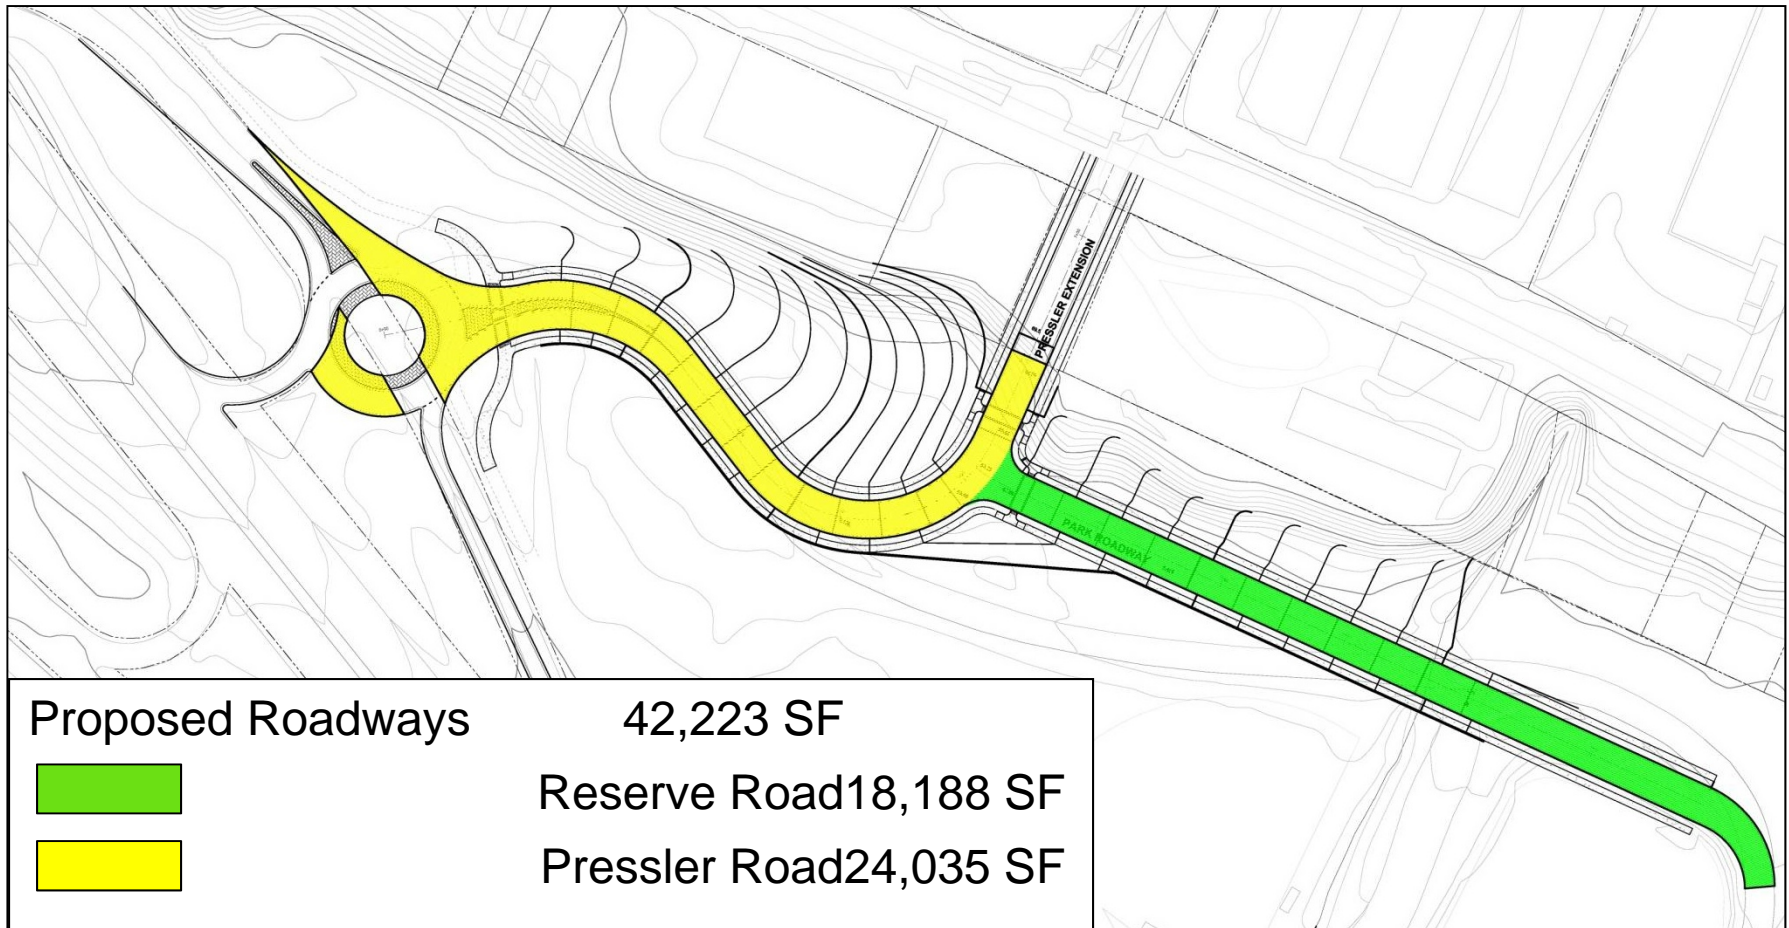 PRESSLER EXTENSION
PARK ROADWAY
Proposed Roadways 42,223 SF
Reserve Road18,188 SF
Pressler Road24,035 SF